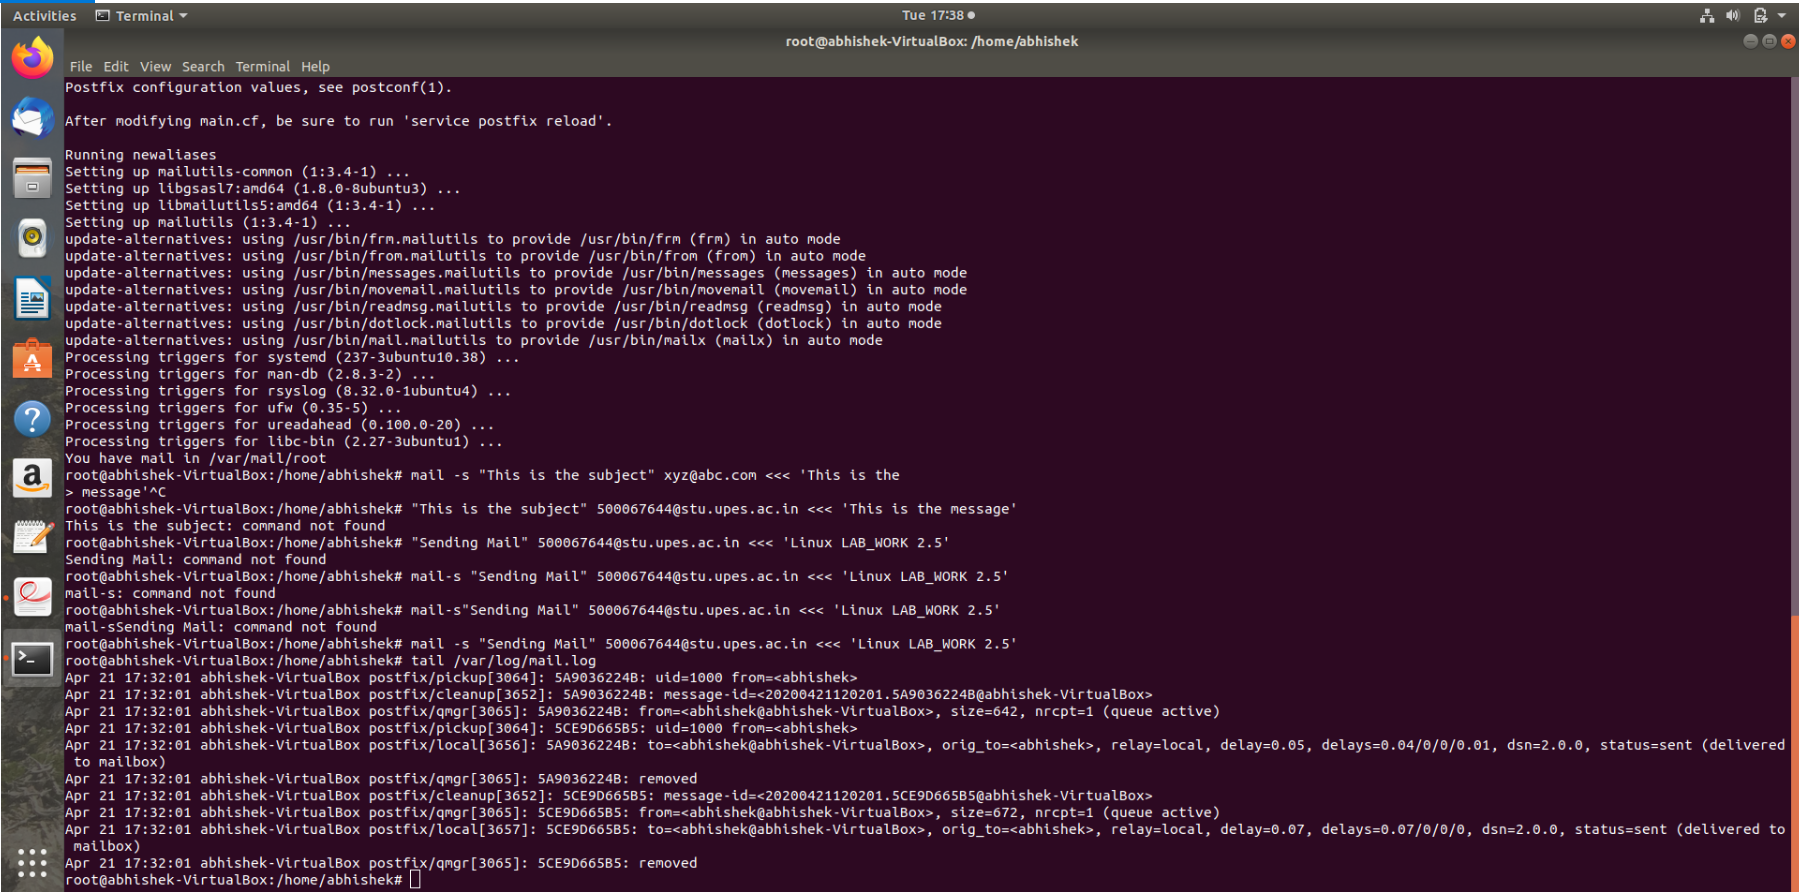 Activities
Terminal
Tue 17:38
root@abhishek-VirtualBox: /home/abhishek
File Edit View Search Terminal Help
Postfix configuration values, see postconf(1).
After modifying main.cf, be sure to run 'service postfix reload'.
Running newaliases
Setting up mailutils-common (1:3.4-1) ...
Setting up libgsasl7:amd64 (1.8.0-8ubuntu3) ...
Setting up libmailutils5:amd64 (1:3.4-1) ...
Setting up mailutils (1:3.4-1) ...
update-alternatives: using /usr/bin/frm.mailutils to provide /usr/bin/frm (frm) in auto mode
update-alternatives: using /usr/bin/from.mailutils to provide /usr/bin/from (from) in auto mode
update-alternatives: using /usr/bin/messages.mailutils to provide /usr/bin/messages (messages) in auto mode
update-alternatives: using /usr/bin/movemail.mailutils to provide /usr/bin/movemail (movemail) in auto mode
update-alternatives: using /usr/bin/readmsg.mailutils to provide /usr/bin/readmsg (readmsg) in auto mode
update-alternatives: using /usr/bin/dotlock.mailutils to provide /usr/bin/dotlock (dotlock) in auto mode
update-alternatives: using /usr/bin/mail.mailutils to provide /usr/bin/mailx (mailx) in auto mode
Processing triggers for systemd (237-3ubuntu10.38) ...
Processing triggers for man-db (2.8.3-2) ...
Processing triggers for rsyslog (8.32.0-1ubuntu4) ...
Processing triggers for ufw (0.35-5) ...
Processing triggers for ureadahead (0.100.0-20) ...
Processing triggers for libc-bin (2.27-3ubuntu1) ...
You have mail in /var/mail/root
root@abhishek-VirtualBox:/home/abhishek# mail -s "This is the subject" xyz@abc.com <<< 'This is the
> message'^C
root@abhishek-VirtualBox:/home/abhishek# "This is the subject" 500067644@stu.upes.ac.in <<< 'This is the message'
This is the subject: command not found
root@abhishek-VirtualBox:/home/abhishek# "Sending Mail" 500067644@stu.upes.ac.in <<< 'Linux LAB_WORK 2.5'
Sending Mail: command not found
root@abhishek-VirtualBox:/home/abhishek# mail-s "Sending Mail" 500067644@stu.upes.ac.in <<< 'Linux LAB_WORK 2.5'
mail-s: command not found
root@abhishek-VirtualBox:/home/abhishek# mail-s"Sending Mail" 500067644@stu.upes.ac.in <<< 'Linux LAB_WORK 2.5'
mail-sSending Mail: command not found
root@abhishek-VirtualBox:/home/abhishek# mail -s "Sending Mail" 500067644@stu.upes.ac.in <<< 'Linux LAB_WORK 2.5'
root@abhishek-VirtualBox:/home/abhishek# tail /var/log/mail.log
Apr 21 17:32:01 abhishek-VirtualBox postfix/pickup[3064]: 5A9036224B: uid=1000 from=<abhishek>
Apr 21 17:32:01 abhishek-VirtualBox postfix/cleanup[3652]: 5A9036224B: message-id=<20200421120201.5A9036224B@abhishek-VirtualBox>
Apr 21 17:32:01 abhishek-VirtualBox postfix/qmgr[3065]: 5A9036224B: from=<abhishek@abhishek-VirtualBox>, size=642, nrcpt=1 (queue active)
Apr 21 17:32:01 abhishek-VirtualBox postfix/pickup[3064]: 5CE9D665B5: uid=1000 from=<abhishek>
Apr 21 17:32:01 abhishek-VirtualBox postfix/local[3656]: 5A9036224B: to=<abhishek@abhishek-VirtualBox>, orig_to=<abhishek>, relay=local, delay=0.05, delays=0.04/0/0/0.01, dsn=2.0.0, status=sent (delivered
to mailbox)
Apr 21 17:32:01 abhishek-VirtualBox postfix/qmgr[3065]: 5A9036224B: removed
Apr 21 17:32:01 abhishek-VirtualBox postfix/cleanup[3652]: 5CE9D665B5: message-id=<20200421120201.5CE9D665B5@abhishek-VirtualBox>
Apr 21 17:32:01 abhishek-VirtualBox postfix/qmgr[3065]: 5CE9D665B5: from=<abhishek@abhishek-VirtualBox>, size=672, nrcpt=1 (queue active)
Apr 21 17:32:01 abhishek-VirtualBox postfix/local[3657]: 5CE9D665B5: to=<abhishek@abhishek-VirtualBox>, orig_to=<abhishek>, relay=local, delay=0.07, delays=0.07/0/0/0, dsn=2.0.0, status=sent (delivered to
mailbox)
Apr 21 17:32:01 abhishek-VirtualBox postfix/qmgr[3065]: 5CE9D665B5: removed
root@abhishek-VirtualBox:/home/abhishek#